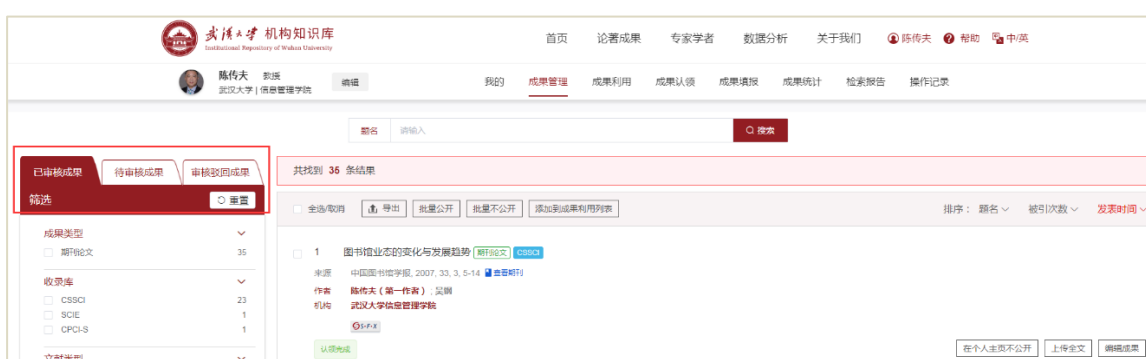 武汉大学 机构知识库
Institutional Repository of Wuhan University
首页 论著成果 专家学者 数据分析 关于我们 陈传夫 帮助 中/英
陈传夫 教授
武汉大学 | 信息管理学院
编辑
我的 成果管理 成果利用 成果认领 成果填报 成果统计 检索报告 操作记录
题名 请输入 搜索
已审核成果 待审核成果 审核驳回成果
筛选 重置
成果类型
期刊论文 35
收录库
CSSCI 23
SCIE 1
CPCI-S 1
文献类型
共找到 35 条结果
全选/取消 导出 批量公开 批量不公开 添加到成果利用列表
排序： 题名 被引次数 发表时间
1 图书馆业态的变化与发展趋势 期刊论文 CSSCI
来源 中国图书馆学报, 2007, 33, 3, 5-14 查看期刊
作者 陈传夫 ( 第一作者 ) ; 吴钢
机构 武汉大学信息管理学院
S·F·X
认领完成
在个人主页不公开 上传全文 编辑成果